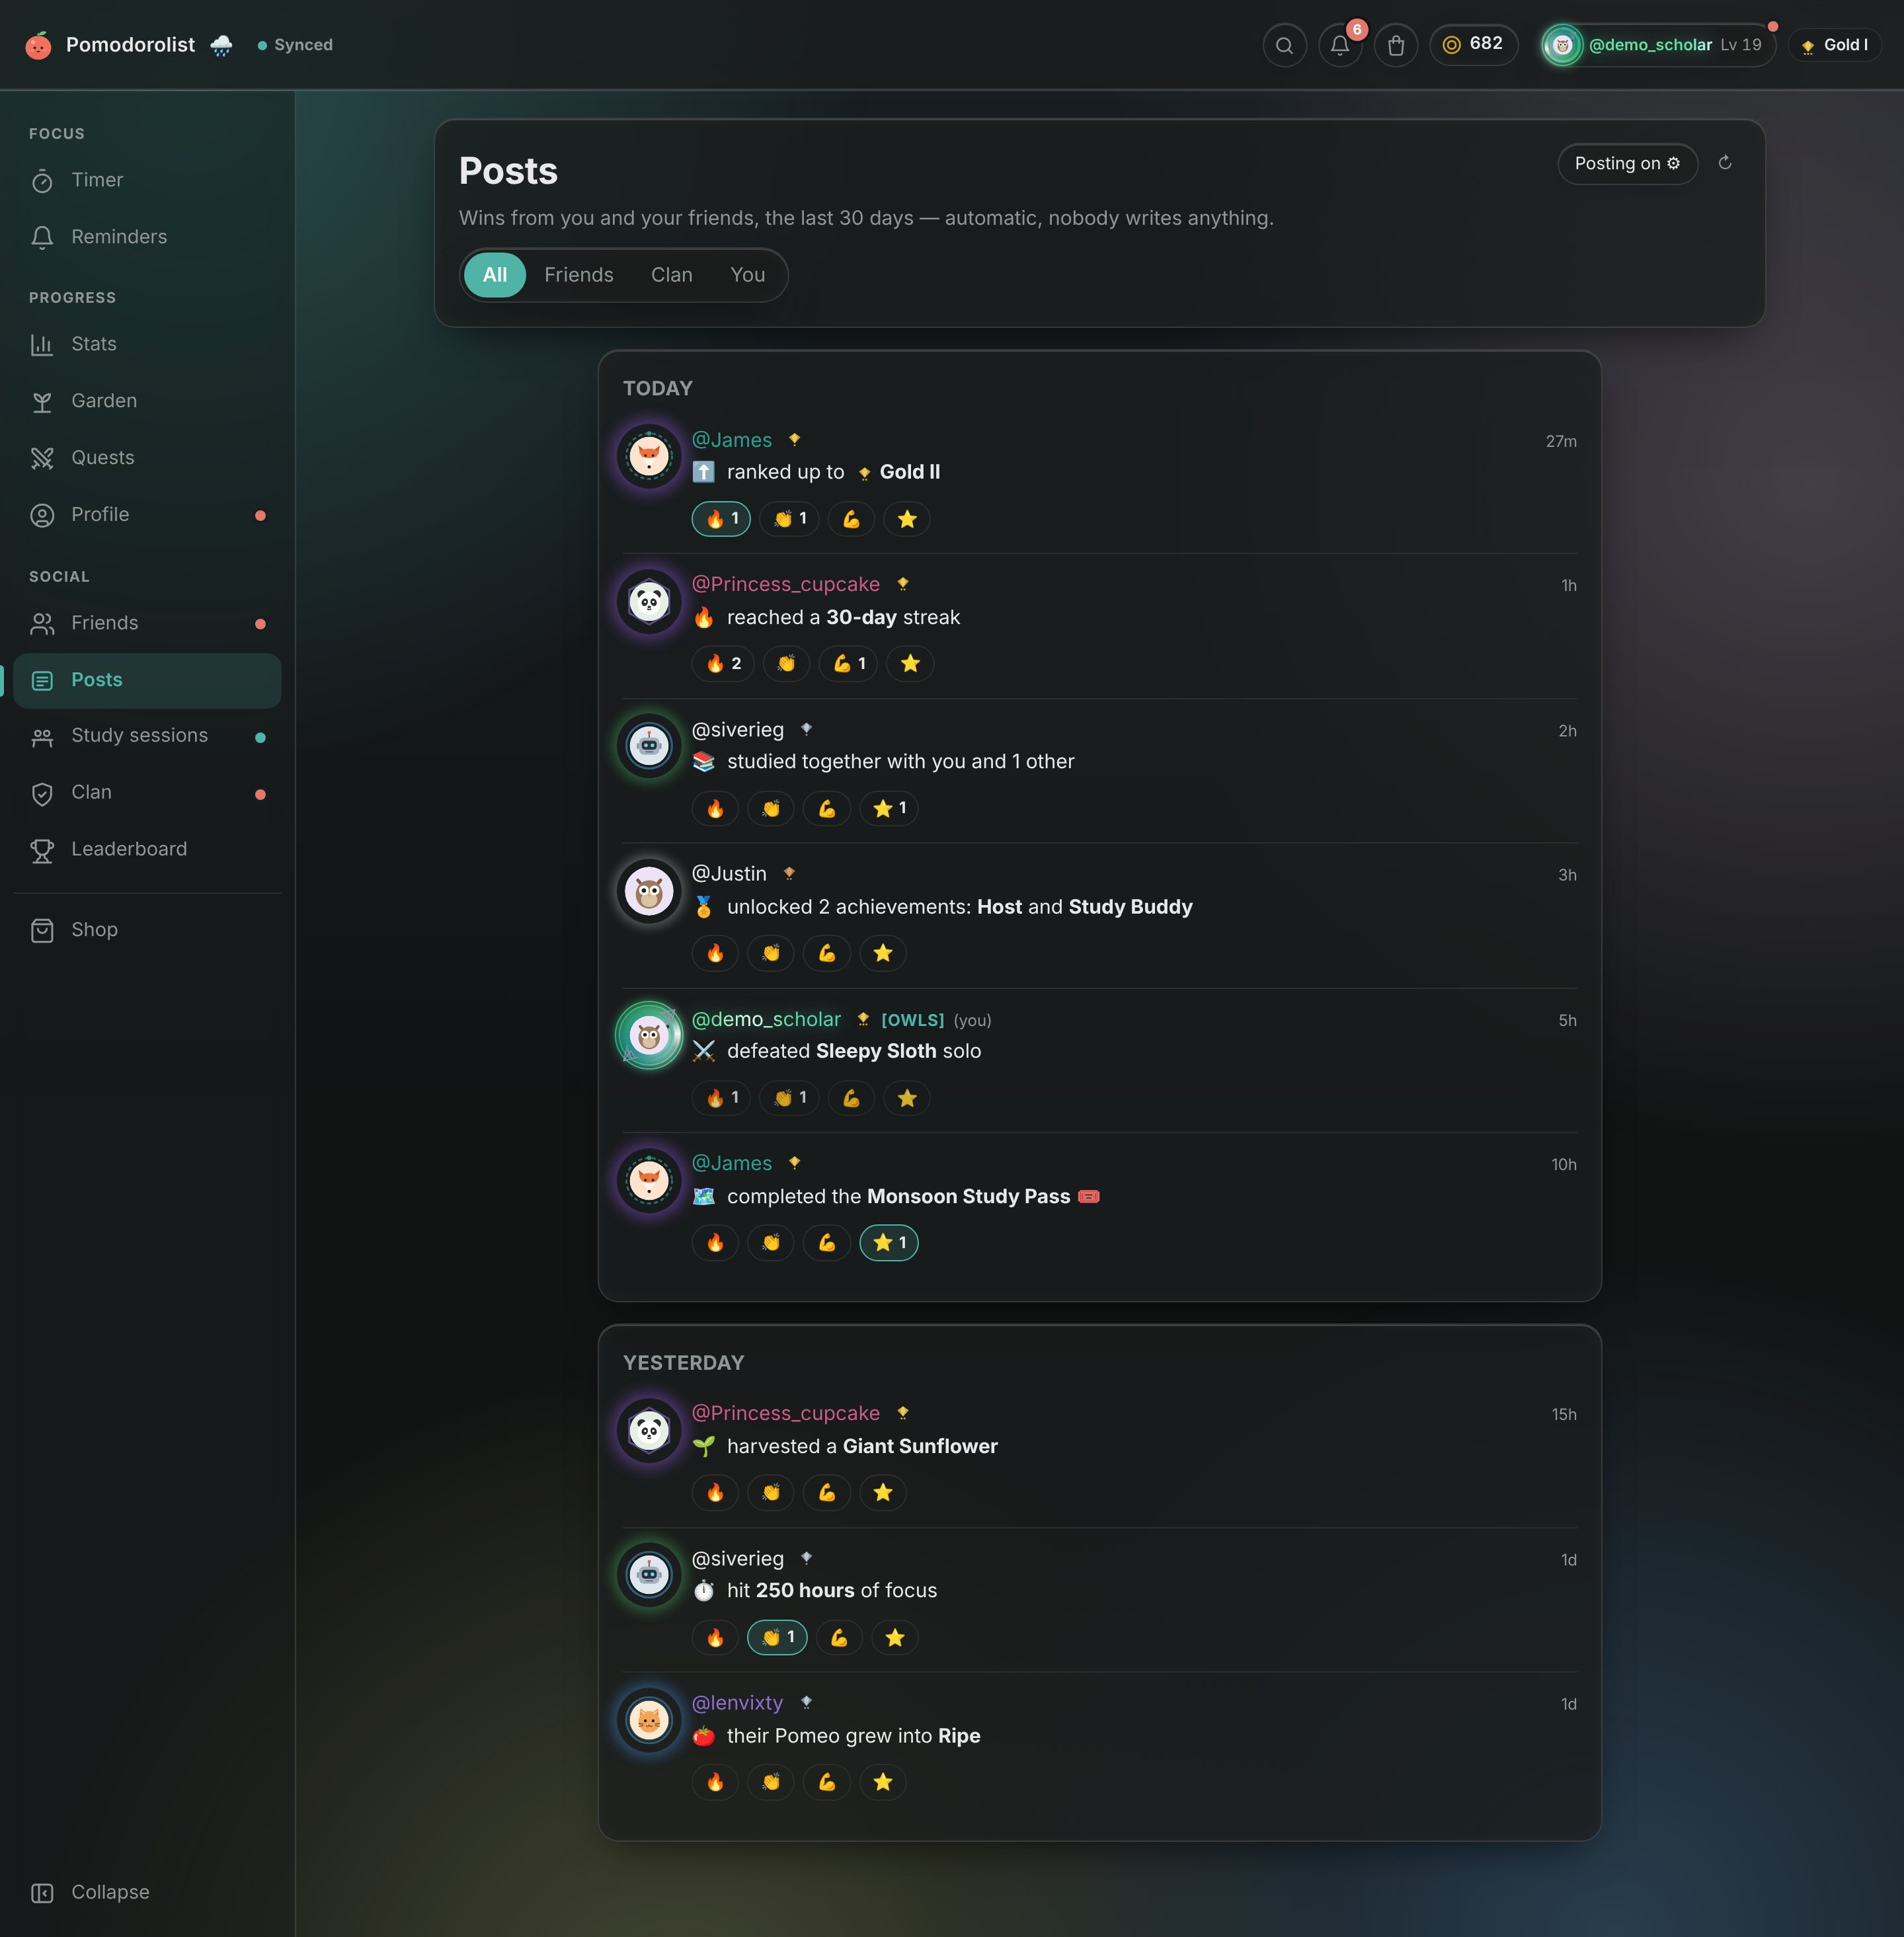 Pomodorolist
Synced
6
682
@demo_scholar Lv 19
Gold I
FOCUS
Timer
Reminders
PROGRESS
Stats
Garden
Quests
Profile
SOCIAL
Friends
Posts
Study sessions
Clan
Leaderboard
Shop
Collapse
Posts
Posting on ⚙
Wins from you and your friends, the last 30 days — automatic, nobody writes anything.
All Friends Clan You
TODAY
@James 27m
⬆️ ranked up to Gold II
🔥 1 👏 1 💪 ⭐
@Princess_cupcake 1h
🔥 reached a 30-day streak
🔥 2 👏 💪 1 ⭐
@siverieg 2h
📚 studied together with you and 1 other
🔥 👏 💪 ⭐ 1
@Justin 3h
🏅 unlocked 2 achievements: Host and Study Buddy
🔥 👏 💪 ⭐
@demo_scholar [OWLS] (you) 5h
⚔️ defeated Sleepy Sloth solo
🔥 1 👏 1 💪 ⭐
@James 10h
🗺️ completed the Monsoon Study Pass 🎟️
🔥 👏 💪 ⭐ 1
YESTERDAY
@Princess_cupcake 15h
🌱 harvested a Giant Sunflower
🔥 👏 💪 ⭐
@siverieg 1d
⏱️ hit 250 hours of focus
🔥 👏 1 💪 ⭐
@lenvixty 1d
🍅 their Pomeo grew into Ripe
🔥 👏 💪 ⭐